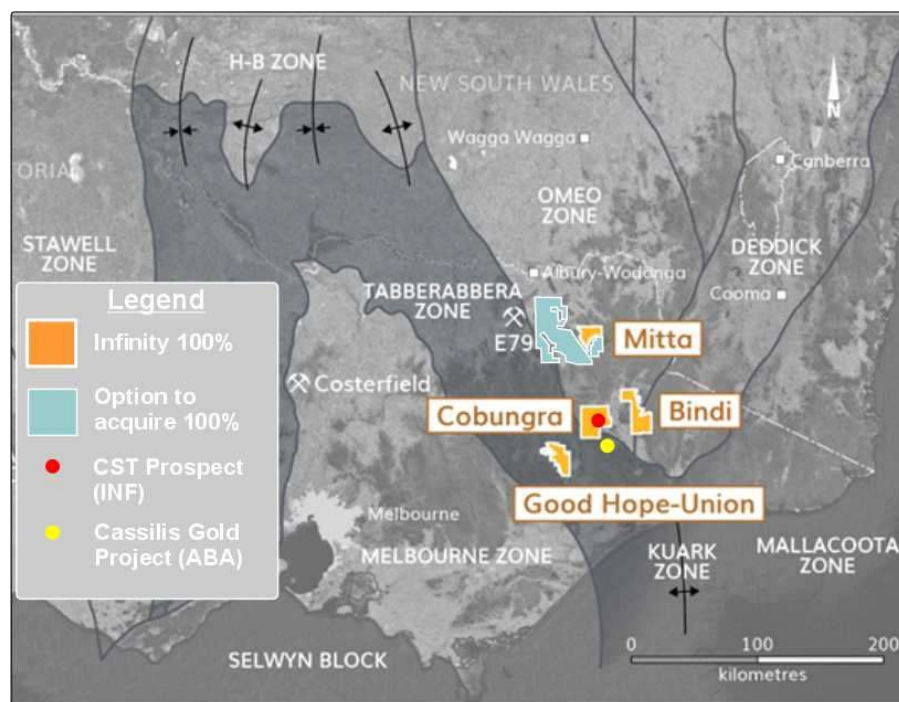 H-B ZONE
NEW SOUTH WALES
N
Wagga Wagga
Canberra
ORIA
OMEO
ZONE
STAWELL
ZONE
DEDDICK
ZONE
Albury-Wodonga
Cooma
TABBERABBERA
ZONE
E79
Mitta
Legend
Infinity 100%
Option to
acquire 100%
CST Prospect
(INF)
Cassilis Gold
Project (ABA)
Costerfield
Cobungra
Bindi
Good Hope-Union
Melbourne
MELBOURNE ZONE
KUARK
ZONE
MALLACOOTA
ZONE
SELWYN BLOCK
0 100 200
kilometres